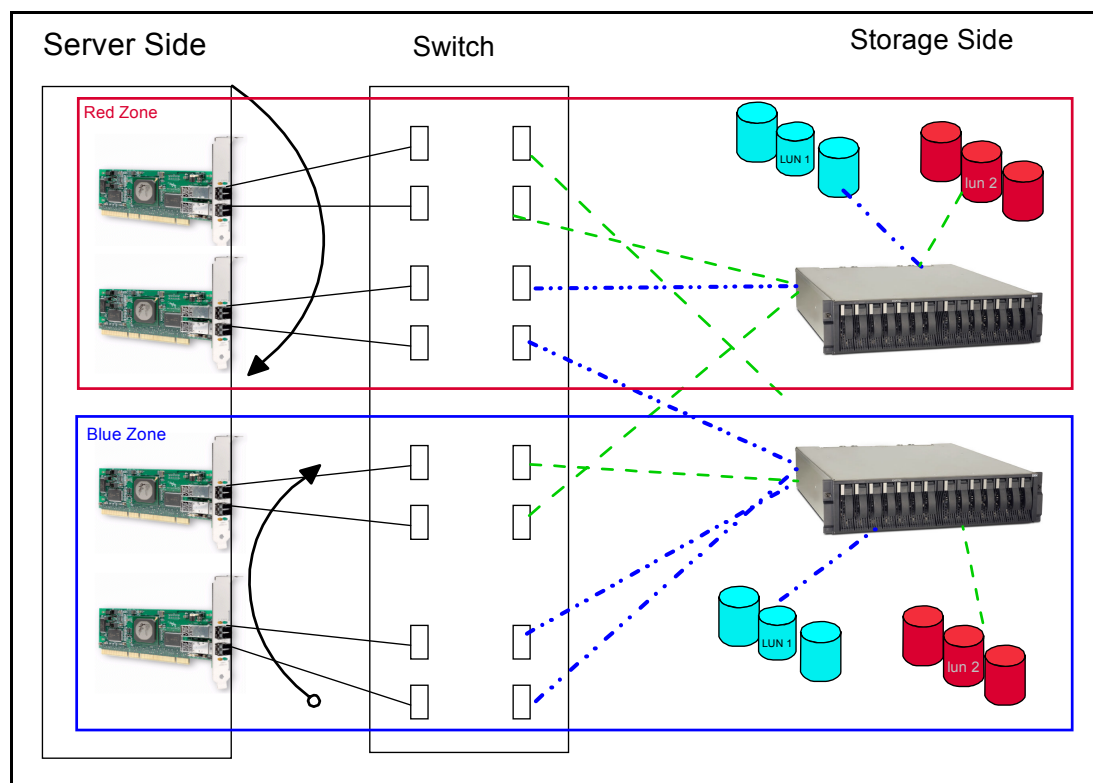 Server Side
Switch
Storage Side
Red Zone
LUN 1
lun 2
Blue Zone
LUN 1
lun 2